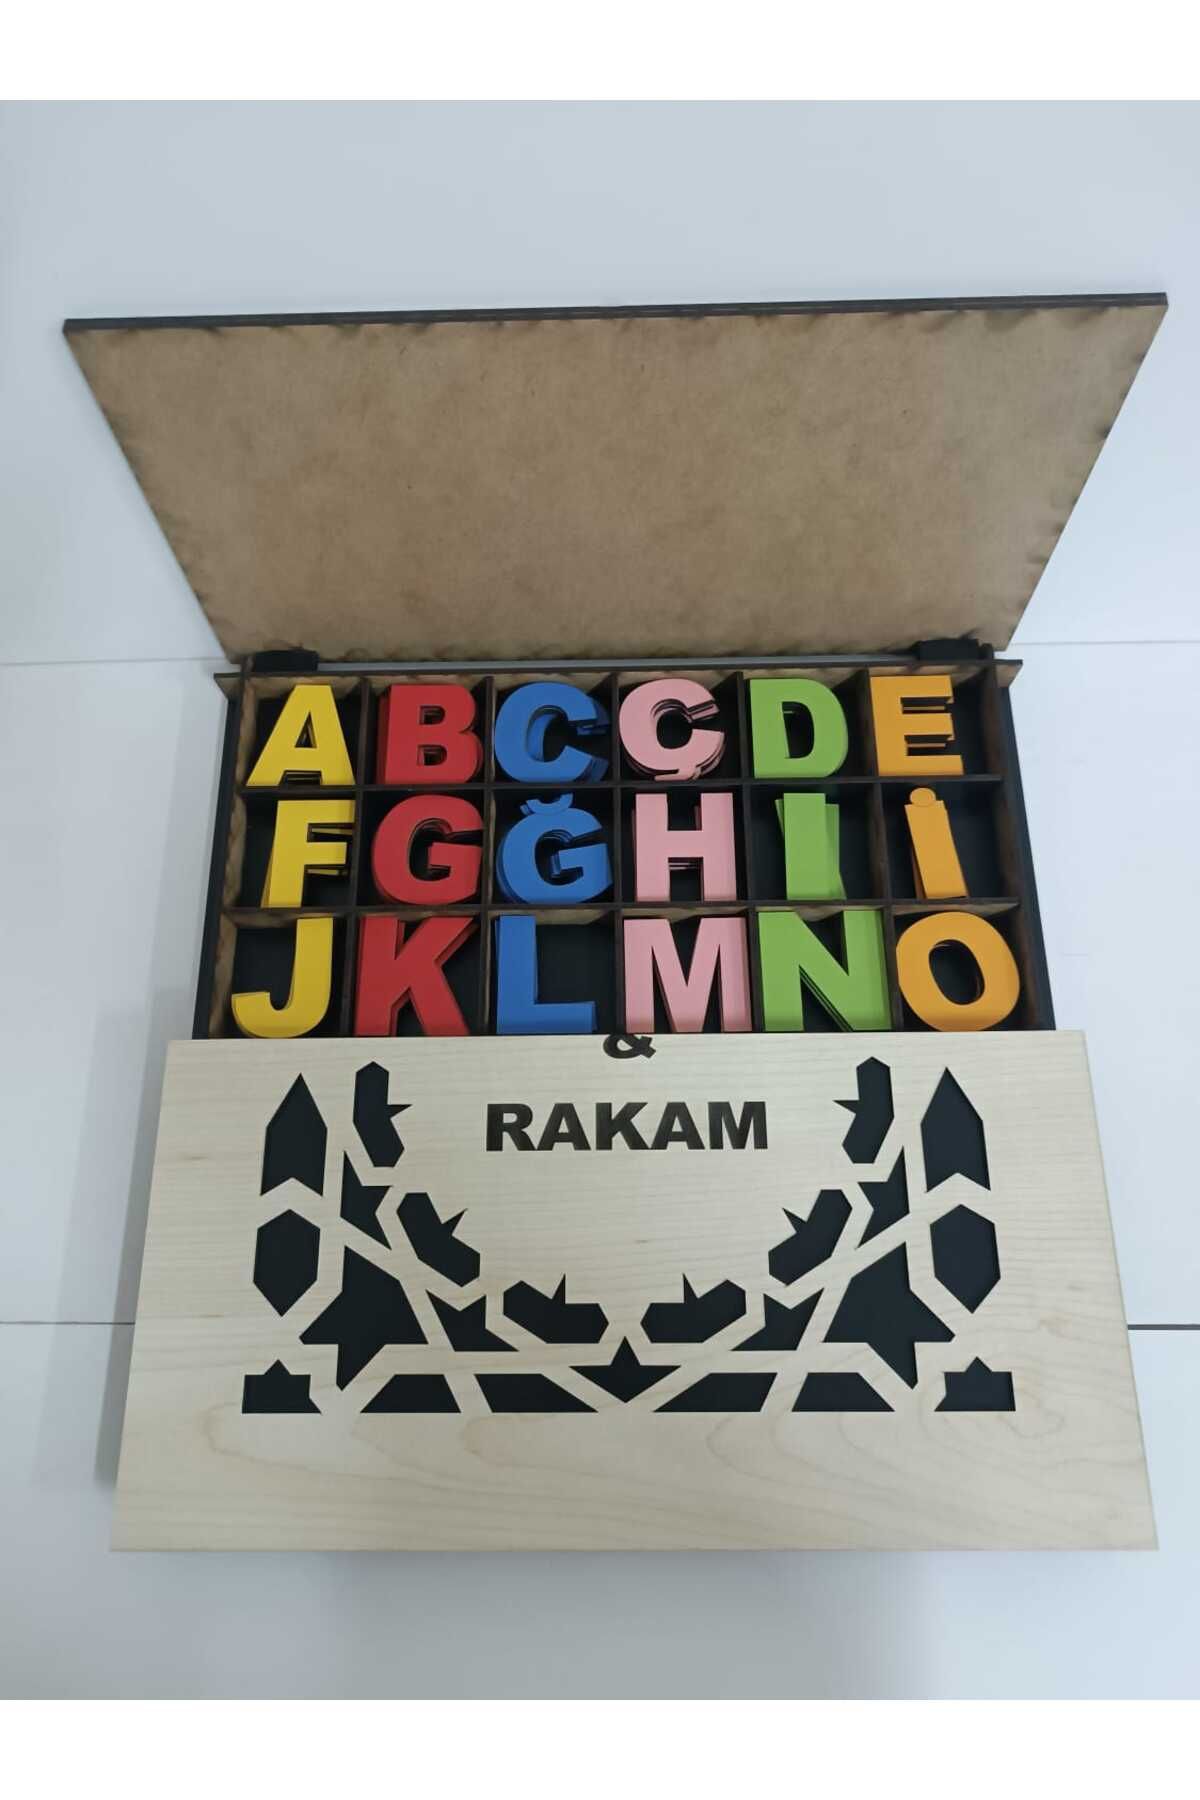 A B C Ç D E
F G Ğ H I İ
J K L M N O
&
RAKAM